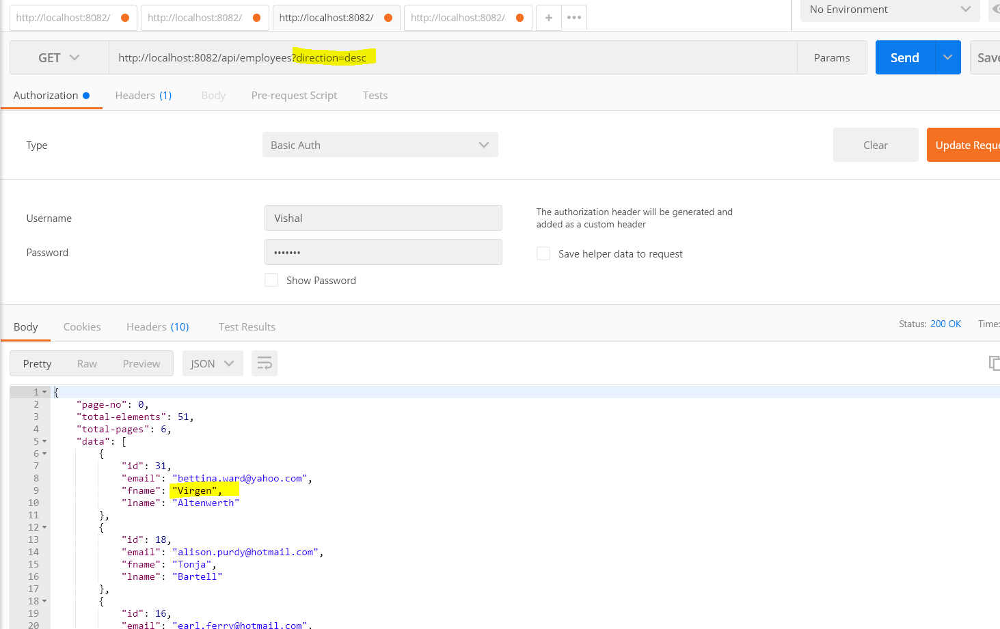 http://localhost:8082/ http://localhost:8082/ http://localhost:8082/ http://localhost:8082/ + ••• No Environment
GET http://localhost:8082/api/employees?direction=desc Params Send Save
Authorization Headers (1) Body Pre-request Script Tests
Type Basic Auth Clear Update Reque
Username Vishal The authorization header will be generated and
added as a custom header
Password ••••••• Save helper data to request
Show Password
Body Cookies Headers (10) Test Results Status: 200 OK Time:
Pretty Raw Preview JSON
1 {
2 "page-no": 0,
3 "total-elements": 51,
4 "total-pages": 6,
5 "data": [
6 {
7 "id": 31,
8 "email": "bettina.ward@yahoo.com",
9 "fname": "Virgen",
10 "lname": "Altenwerth"
11 },
12 {
13 "id": 18,
14 "email": "alison.purdy@hotmail.com",
15 "fname": "Tonja",
16 "lname": "Bartell"
17 },
18 {
19 "id": 16,
20 "email": "earl.ferry@hotmail.com",